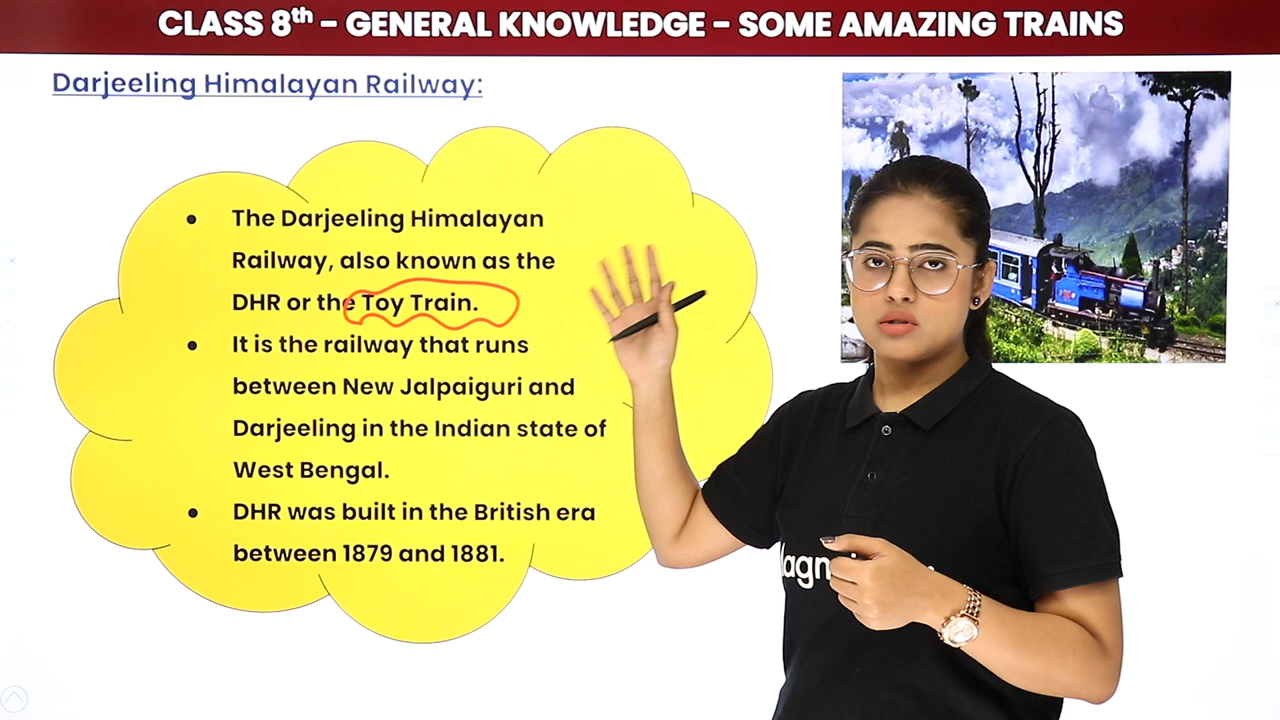 CLASS 8th – GENERAL KNOWLEDGE – SOME AMAZING TRAINS
Darjeeling Himalayan Railway:
• The Darjeeling Himalayan
Railway, also known as the
DHR or the Toy Train.
• It is the railway that runs
between New Jalpaiguri and
Darjeeling in the Indian state of
West Bengal.
• DHR was built in the British era
between 1879 and 1881.